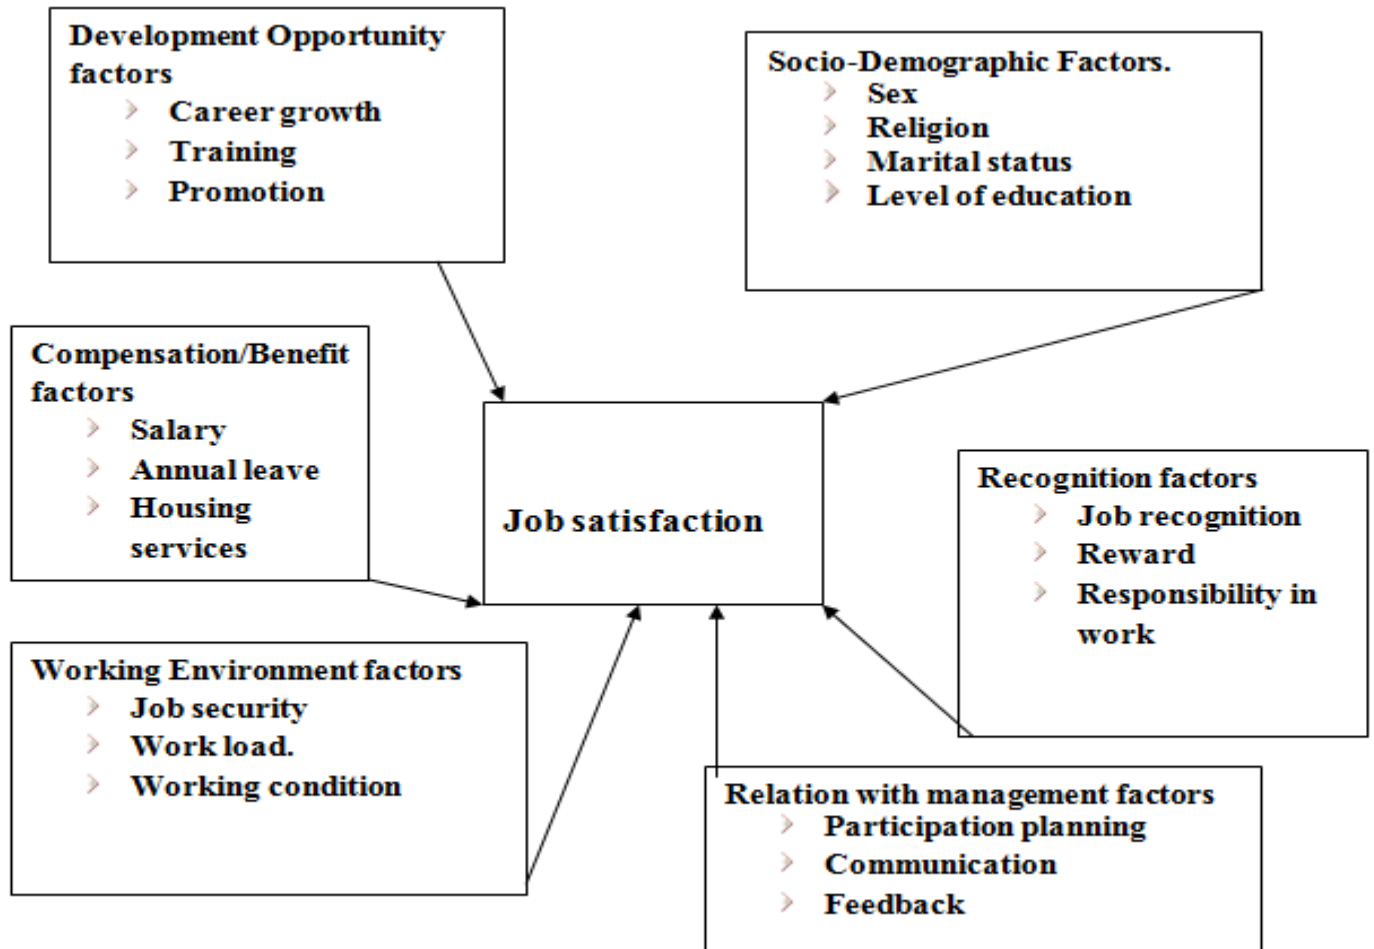 Development Opportunity
factors
Career growth
Training
Promotion
Socio-Demographic Factors.
Sex
Religion
Marital status
Level of education
Compensation/Benefit
factors
Salary
Annual leave
Housing
services
Job satisfaction
Recognition factors
Job recognition
Reward
Responsibility in
work
Working Environment factors
Job security
Work load.
Working condition
Relation with management factors
Participation planning
Communication
Feedback